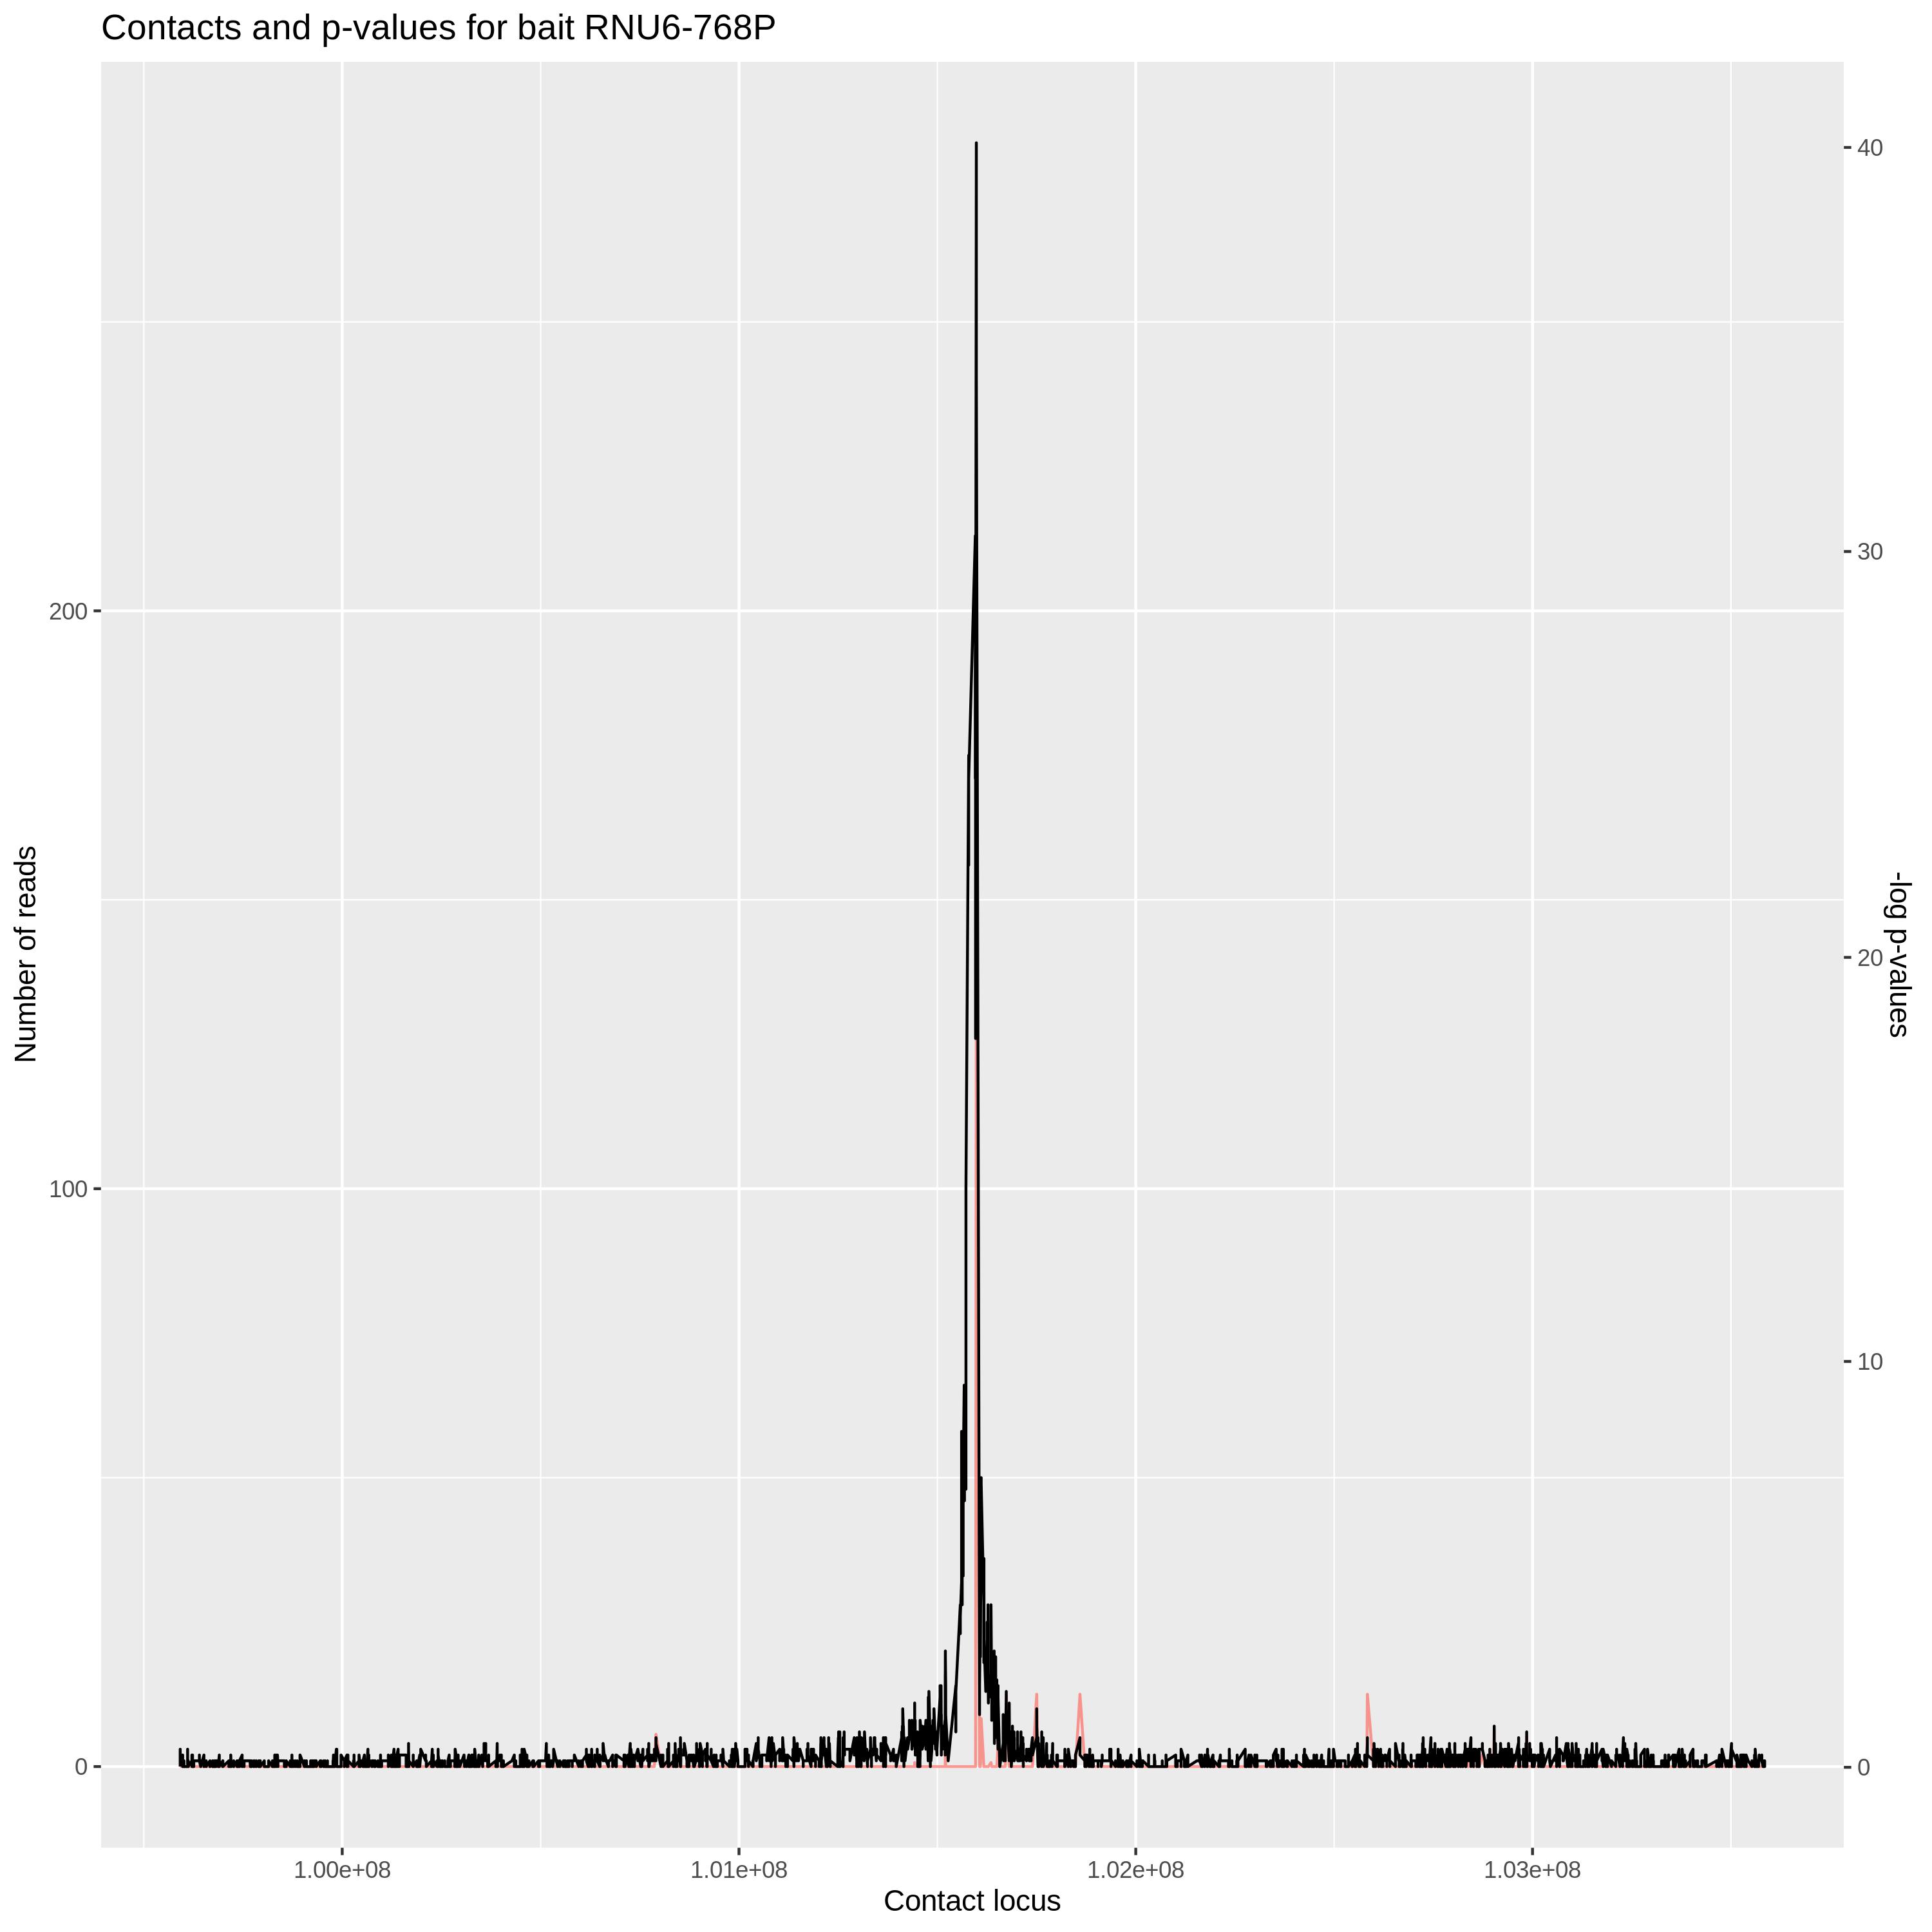 Contacts and p-values for bait RNU6-768P
Number of reads
200
100
0
40
30
20
10
0
-log p-values
1.00e+08
1.01e+08
1.02e+08
1.03e+08
Contact locus